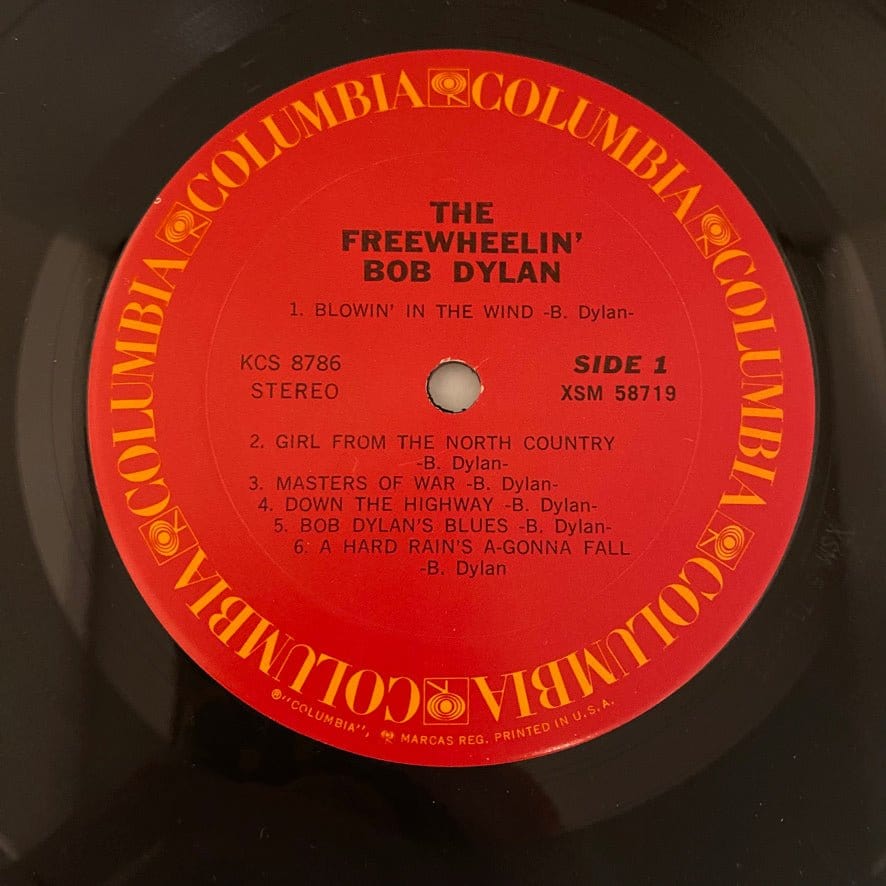 COLUMBIA COLUMBIA COLUMBIA COLUMBIA COLUMBIA COLUMBIA
THE
FREEWHEELIN'
BOB DYLAN
1. BLOWIN' IN THE WIND -B. Dylan-
KCS 8786
STEREO
SIDE 1
XSM 58719
2. GIRL FROM THE NORTH COUNTRY
-B. Dylan-
3. MASTERS OF WAR -B. Dylan-
4. DOWN THE HIGHWAY -B. Dylan-
5. BOB DYLAN'S BLUES -B. Dylan-
6. A HARD RAIN'S A-GONNA FALL
-B. Dylan
®"COLUMBIA", MARCAS REG. PRINTED IN U.S.A.